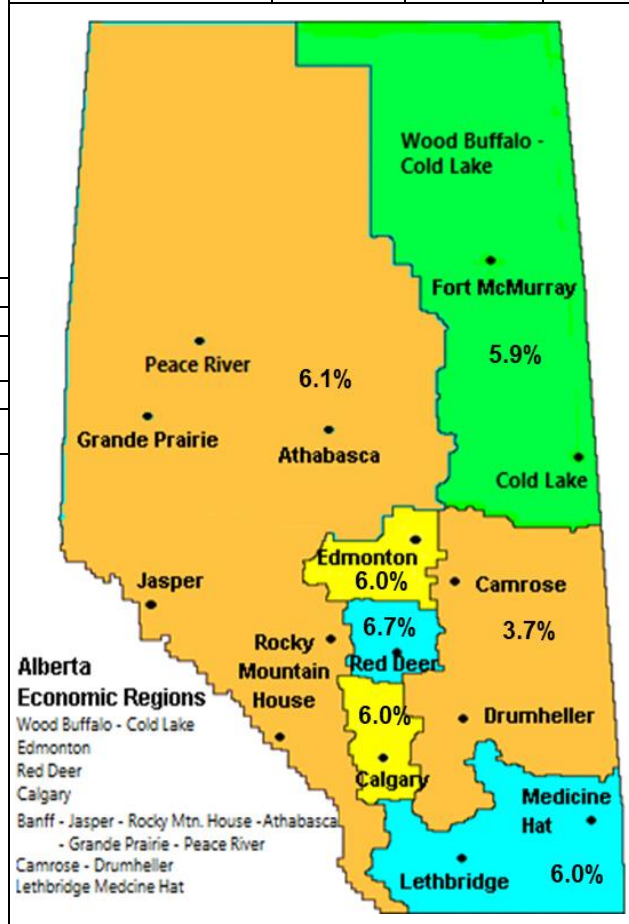 Wood Buffalo -
Cold Lake
Fort McMurray
5.9%
Peace River
6.1%
Grande Prairie
Athabasca
Cold Lake
Edmonton
6.0%
Jasper
Camrose
6.7%
3.7%
Rocky
Mountain
House
Red Deer
6.0%
Drumheller
Calgary
Medicine
Hat
Lethbridge
6.0%
Alberta
Economic Regions
Wood Buffalo - Cold Lake
Edmonton
Red Deer
Calgary
Banff - Jasper - Rocky Mtn. House -Athabasca
- Grande Prairie - Peace River
Camrose - Drumheller
Lethbridge Medcine Hat